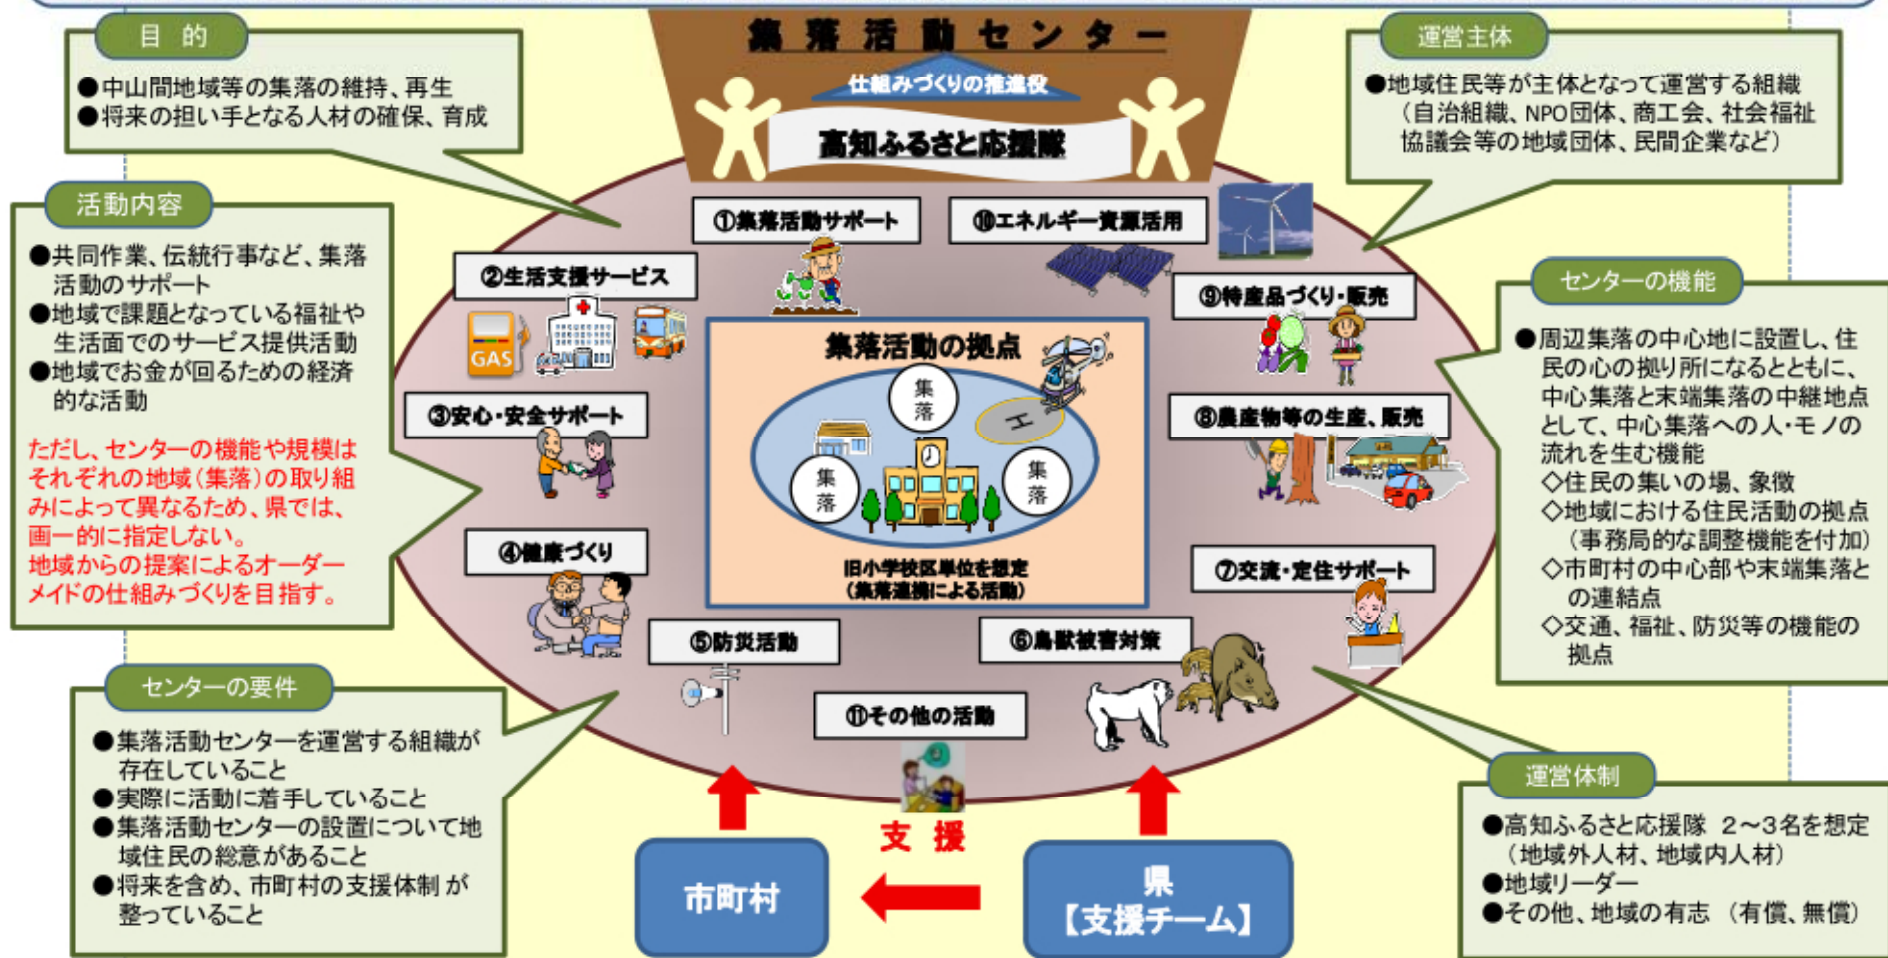 集落活動センター
仕組みづくりの推進役
高知ふるさと応援隊
目 的
●中山間地域等の集落の維持、再生
●将来の担い手となる人材の確保、育成
運営主体
●地域住民等が主体となって運営する組織
（自治組織、NPO団体、商工会、社会福祉
協議会等の地域団体、民間企業など）
活動内容
●共同作業、伝統行事など、集落
活動のサポート
●地域で課題となっている福祉や
生活面でのサービス提供活動
●地域でお金が回るための経済
的な活動
ただし、センターの機能や規模は
それぞれの地域（集落）の取り組
みによって異なるため、県では、
画一的に指定しない。
地域からの提案によるオーダー
メイドの仕組みづくりを目指す。
①集落活動サポート
⑩エネルギー資源活用
②生活支援サービス
GAS
⑨特産品づくり・販売
③安心・安全サポート
⑧農産物等の生産、販売
④健康づくり
⑦交流・定住サポート
⑤防災活動
⑥鳥獣被害対策
⑪その他の活動
集落活動の拠点
集
落
H
集
落
集
落
旧小学校区単位を想定
（集落連携による活動）
センターの機能
●周辺集落の中心地に設置し、住
民の心の拠り所になるとともに、
中心集落と末端集落の中継地点
として、中心集落への人・モノの
流れを生む機能
◇住民の集いの場、象徴
◇地域における住民活動の拠点
（事務局的な調整機能を付加）
◇市町村の中心部や末端集落と
の連結点
◇交通、福祉、防災等の機能の
拠点
センターの要件
●集落活動センターを運営する組織が
存在していること
●実際に活動に着手していること
●集落活動センターの設置について地
域住民の総意があること
●将来を含め、市町村の支援体制が
整っていること
支 援
市町村
県
【支援チーム】
運営体制
●高知ふるさと応援隊 ２～３名を想定
（地域外人材、地域内人材）
●地域リーダー
●その他、地域の有志 （有償、無償）